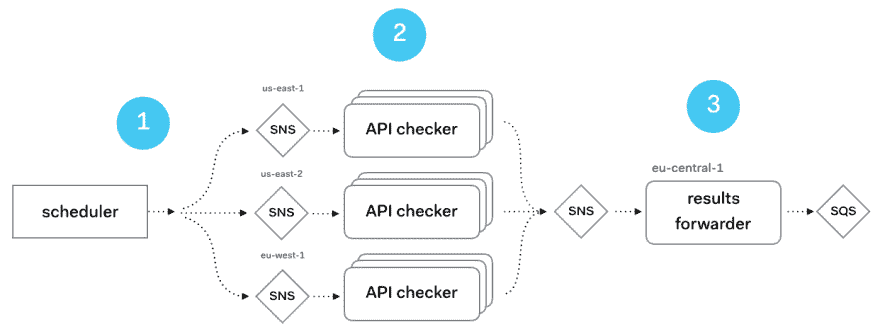 1
2
3
scheduler
us-east-1
SNS
API checker
us-east-2
SNS
API checker
eu-west-1
SNS
API checker
SNS
eu-central-1
results
forwarder
SQS